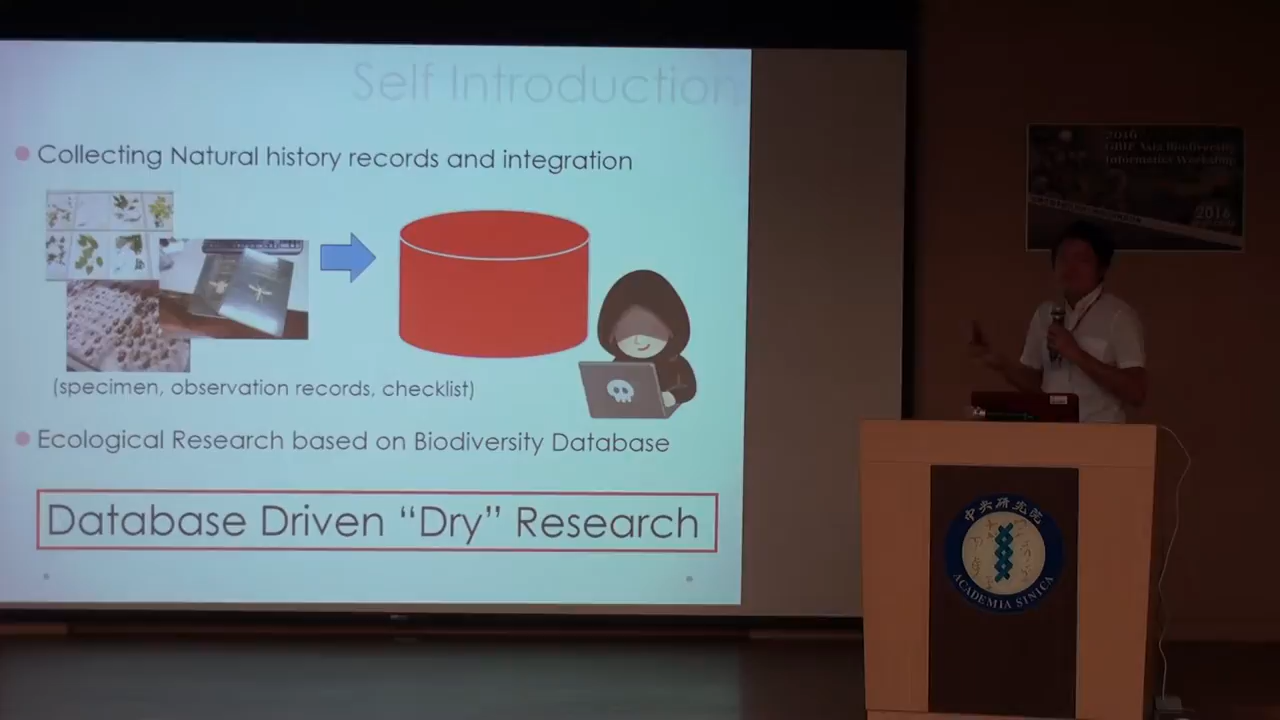 Self Introduction
Collecting Natural history records and integration
(specimen, observation records, checklist)
Ecological Research based on Biodiversity Database
Database Driven “Dry” Research
2016
GBIF Asia Biodiversity
Informatics Workshop
2016
中央研究院
ACADEMIA SINICA